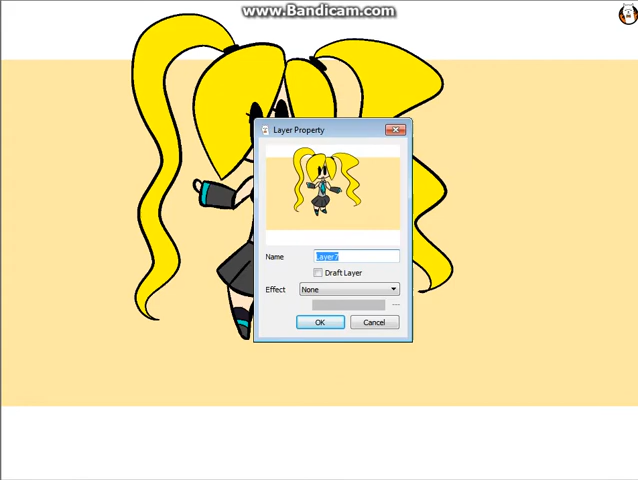 www.Bandicam.com
Layer Property
Name
Layer7
Draft Layer
Effect
None
---
OK
Cancel